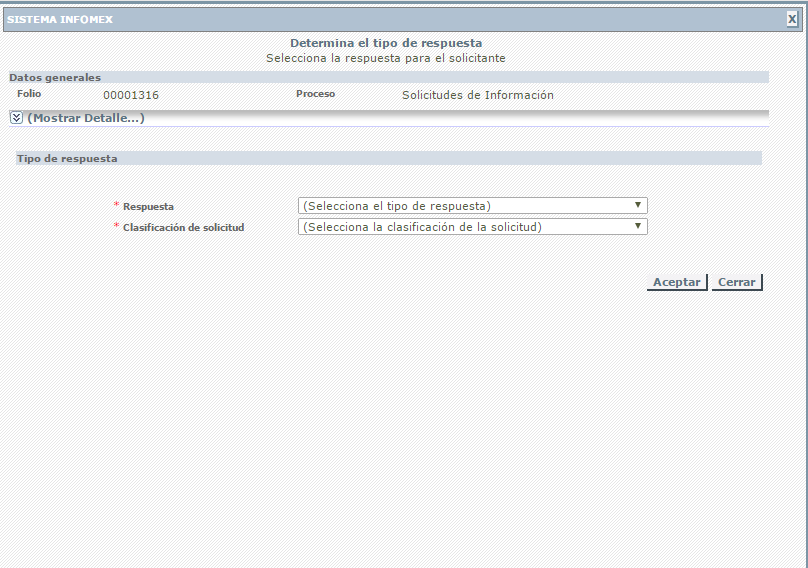 SISTEMA INFOMEX
X
Determina el tipo de respuesta
Selecciona la respuesta para el solicitante
Datos generales
Folio 00001316 Proceso Solicitudes de Información
(Mostrar Detalle...)
Tipo de respuesta
* Respuesta (Selecciona el tipo de respuesta)
* Clasificación de solicitud (Selecciona la clasificación de la solicitud)
Aceptar Cerrar